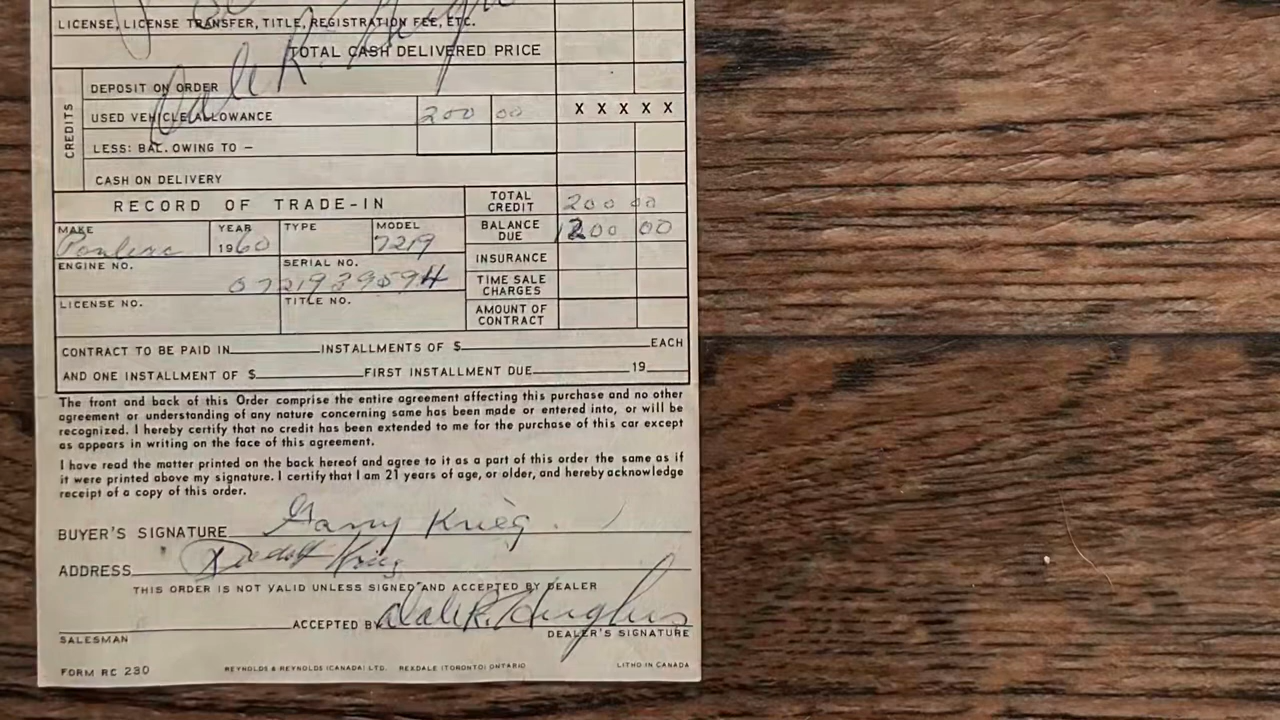 LICENSE, LICENSE TRANSFER, TITLE, REGISTRATION FEE, ETC.
TOTAL CASH DELIVERED PRICE
Dale R. Hughes
CREDITS
DEPOSIT ON ORDER
USED VEHICLE ALLOWANCE 200 00 X X X X X
LESS: BAL. OWING TO –
CASH ON DELIVERY
RECORD OF TRADE-IN
TOTAL CREDIT 200 00
MAKE YEAR 1960 TYPE MODEL 7219
BALANCE DUE 1200 00
ENGINE NO. SERIAL NO. INSURANCE
072193959 4
TIME SALE CHARGES
LICENSE NO. TITLE NO.
AMOUNT OF CONTRACT
CONTRACT TO BE PAID IN INSTALLMENTS OF $ EACH
AND ONE INSTALLMENT OF $ FIRST INSTALLMENT DUE 19
The front and back of this Order comprise the entire agreement affecting this purchase and no other
agreement or understanding of any nature concerning same has been made or entered into, or will be
recognized. I hereby certify that no credit has been extended to me for the purchase of this car except
as appears in writing on the face of this agreement.
I have read the matter printed on the back hereof and agree to it as a part of this order the same as if
it were printed above my signature. I certify that I am 21 years of age, or older, and hereby acknowledge
receipt of a copy of this order.
BUYER'S SIGNATURE Garry Krieg
ADDRESS Rudolf Krieg
THIS ORDER IS NOT VALID UNLESS SIGNED AND ACCEPTED BY DEALER
ACCEPTED BY Dale R. Hughes
SALESMAN DEALER'S SIGNATURE
FORM RC 230 REYNOLDS & REYNOLDS (CANADA) LTD. REXDALE (TORONTO) ONTARIO LITHO IN CANADA